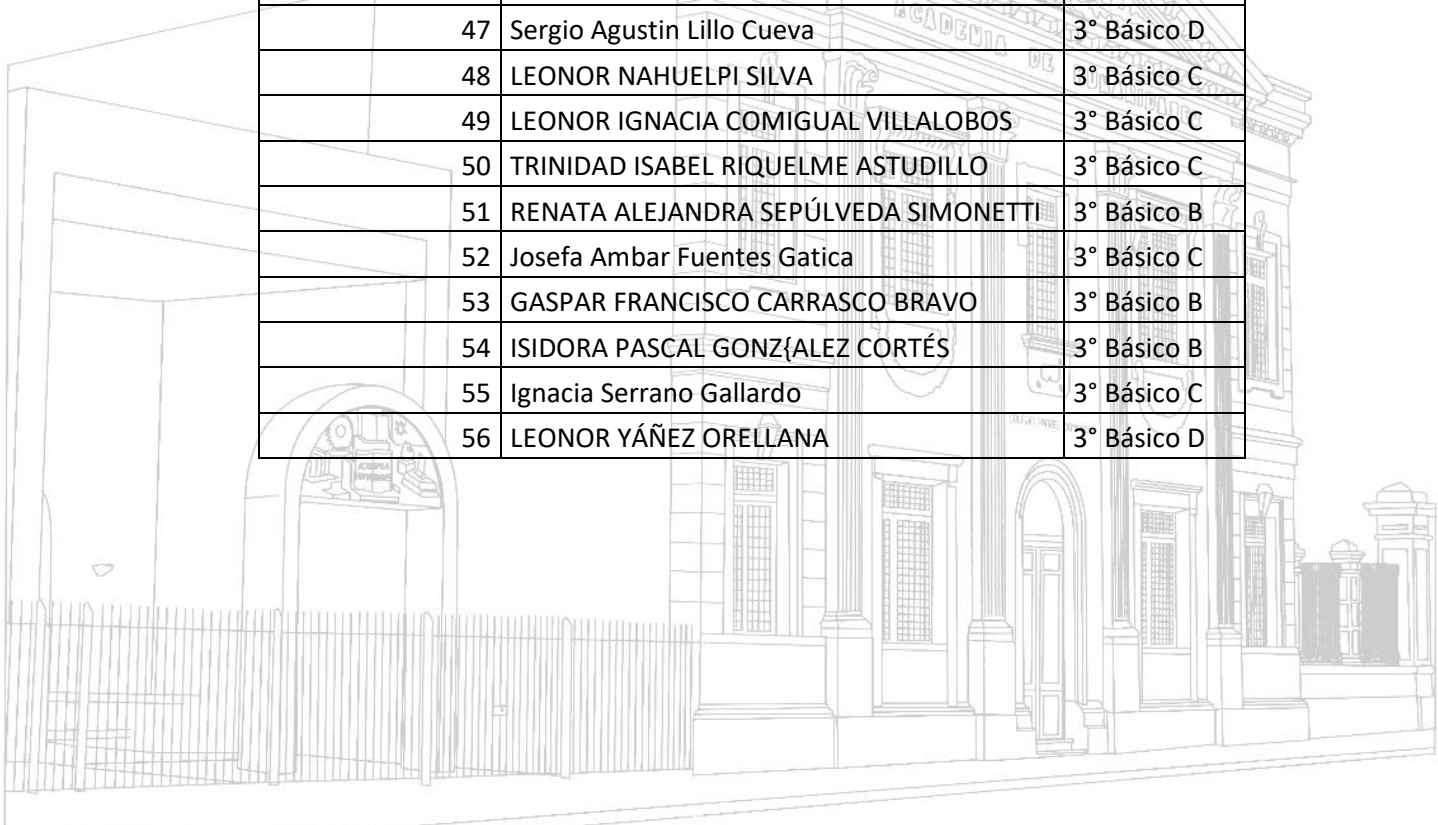 ACADEMIA DE HUMANIDADES
47 Sergio Agustin Lillo Cueva 3° Básico D
48 LEONOR NAHUELPI SILVA 3° Básico C
49 LEONOR IGNACIA COMIGUAL VILLALOBOS 3° Básico C
50 TRINIDAD ISABEL RIQUELME ASTUDILLO 3° Básico C
51 RENATA ALEJANDRA SEPÚLVEDA SIMONETTI 3° Básico B
52 Josefa Ambar Fuentes Gatica 3° Básico C
53 GASPAR FRANCISCO CARRASCO BRAVO 3° Básico B
54 ISIDORA PASCAL GONZ{ALEZ CORTÉS 3° Básico B
55 Ignacia Serrano Gallardo 3° Básico C
56 LEONOR YÁÑEZ ORELLANA 3° Básico D